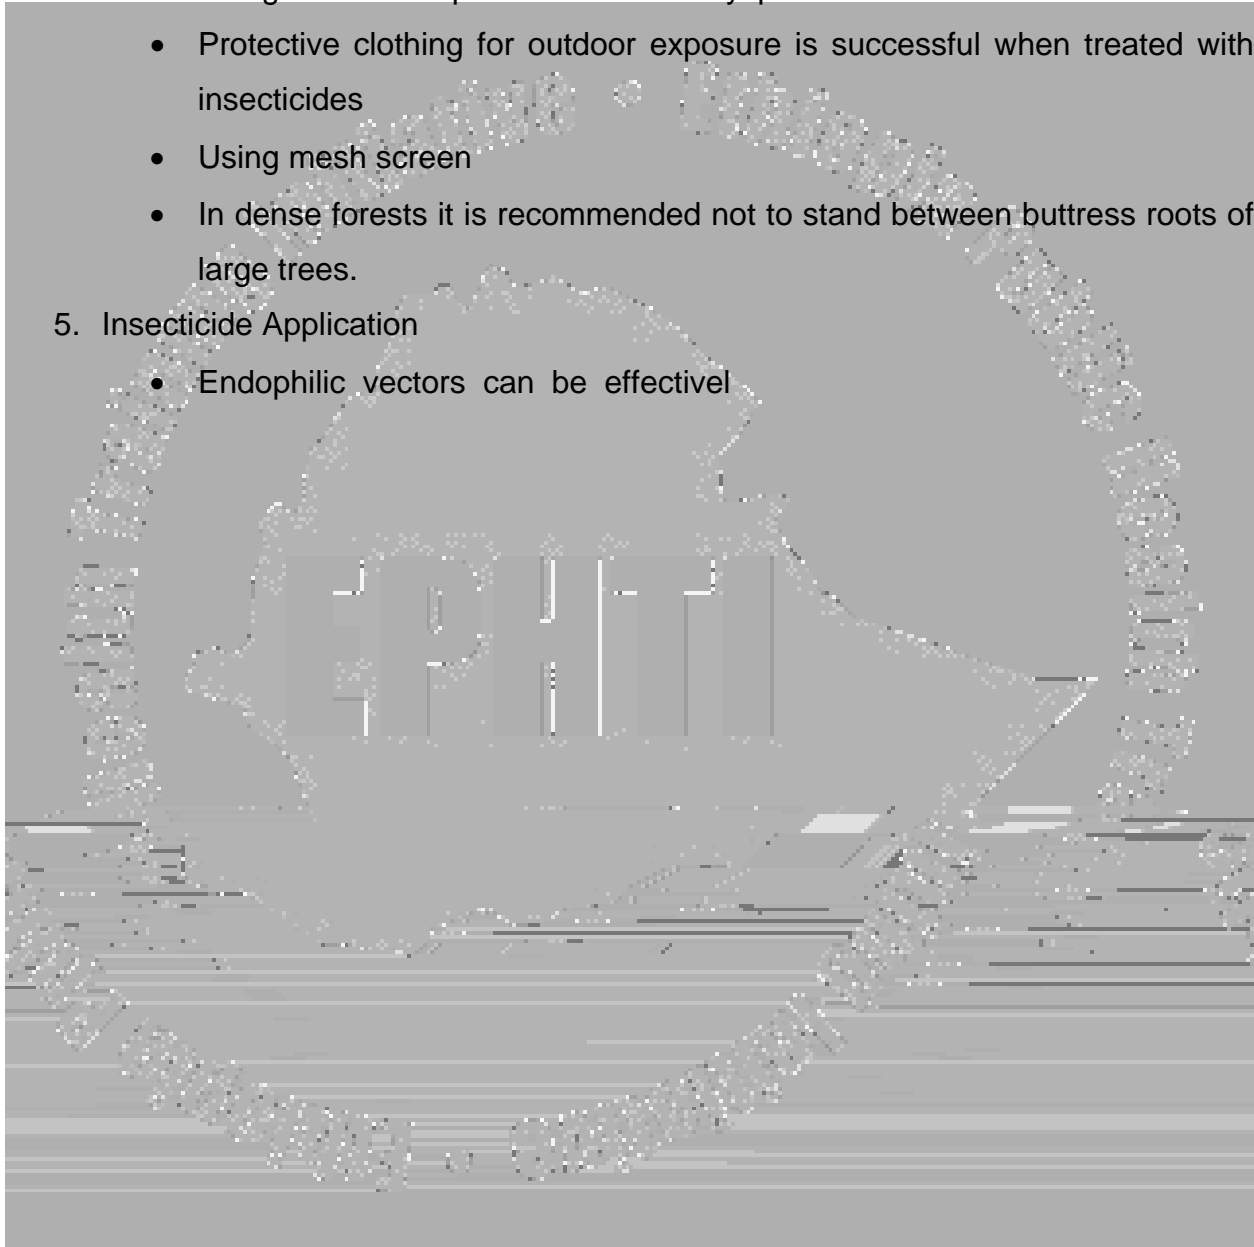 • Protective clothing for outdoor exposure is successful when treated with
insecticides
• Using mesh screen
• In dense forests it is recommended not to stand between buttress roots of
large trees.
5. Insecticide Application
• Endophilic vectors can be effectivel
EPHTI